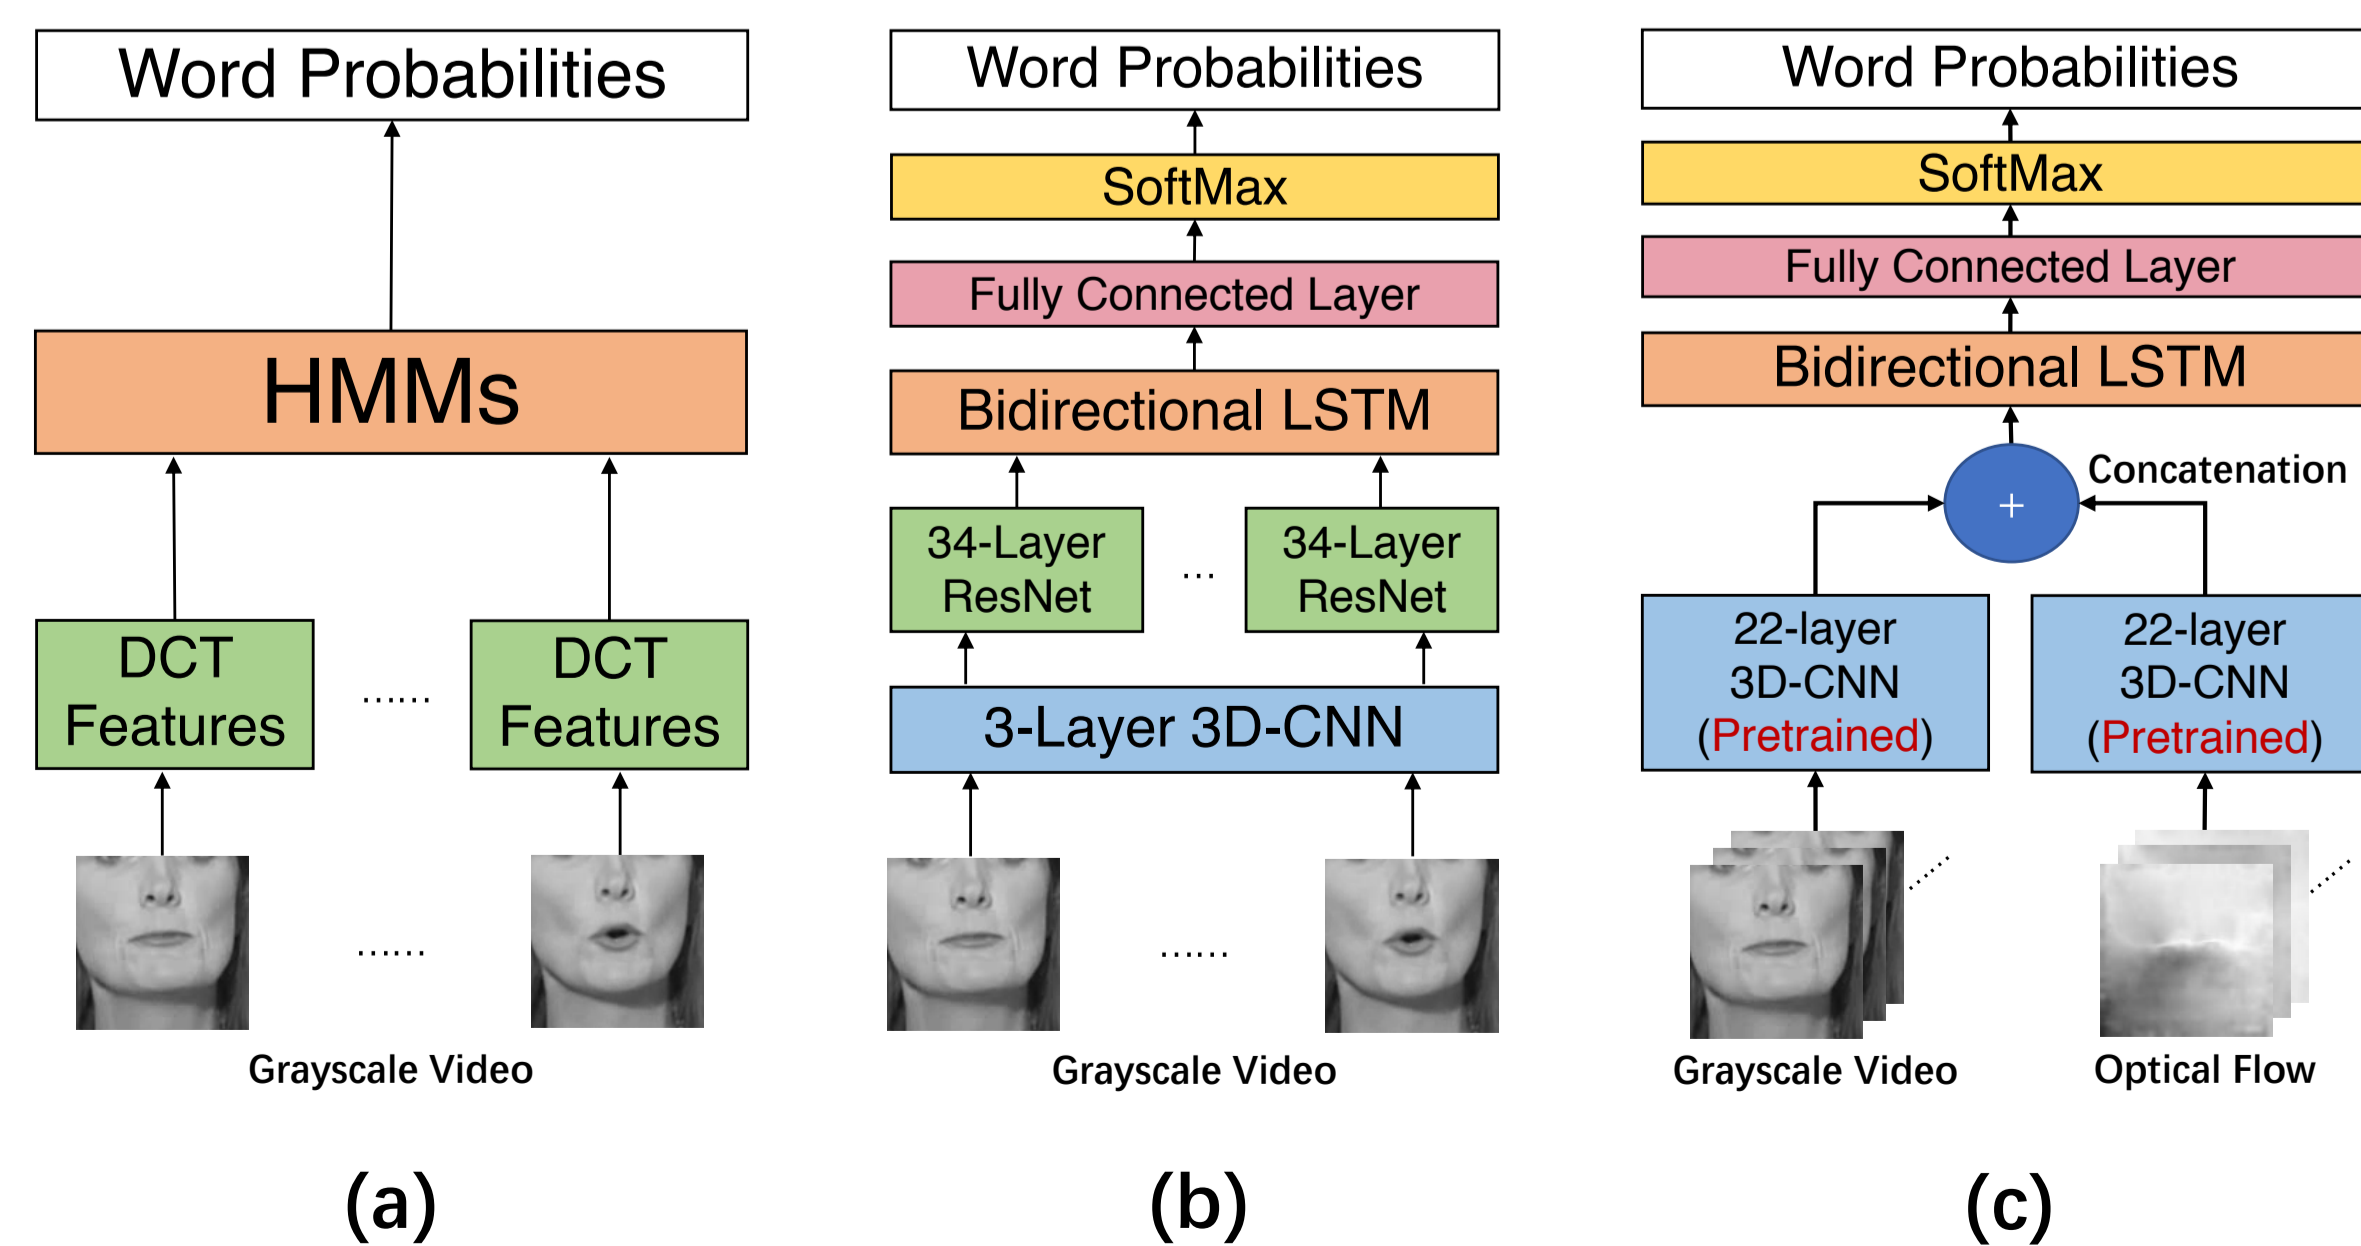 Word Probabilities
HMMs
DCT
Features
......
DCT
Features
......
Grayscale Video
(a)
Word Probabilities
SoftMax
Fully Connected Layer
Bidirectional LSTM
34-Layer
ResNet
...
34-Layer
ResNet
3-Layer 3D-CNN
......
Grayscale Video
(b)
Word Probabilities
SoftMax
Fully Connected Layer
Bidirectional LSTM
Concatenation
+
22-layer
3D-CNN
(Pretrained)
22-layer
3D-CNN
(Pretrained)
Grayscale Video
Optical Flow
(c)